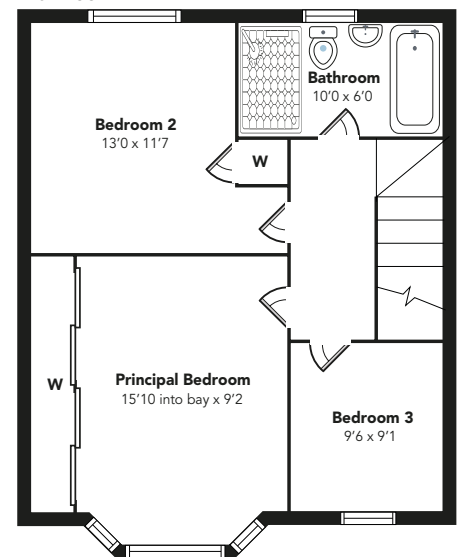 Bathroom
10’0 x 6’0
Bedroom 2
13’0 x 11’7
W
W
Principal Bedroom
15’10 into bay x 9’2
Bedroom 3
9’6 x 9’1